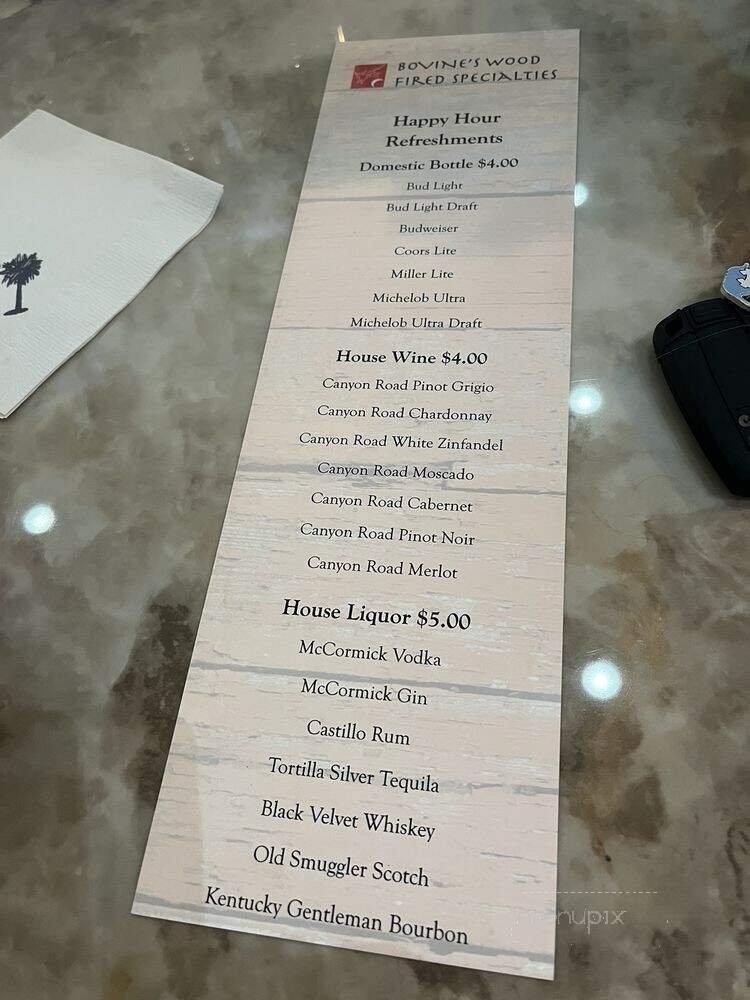 BOVINE'S WOOD
FIRED SPECIALTIES
Happy Hour
Refreshments
Domestic Bottle $4.00
Bud Light
Bud Light Draft
Budweiser
Coors Lite
Miller Lite
Michelob Ultra
Michelob Ultra Draft
House Wine $4.00
Canyon Road Pinot Grigio
Canyon Road Chardonnay
Canyon Road White Zinfandel
Canyon Road Moscado
Canyon Road Cabernet
Canyon Road Pinot Noir
Canyon Road Merlot
House Liquor $5.00
McCormick Vodka
McCormick Gin
Castillo Rum
Tortilla Silver Tequila
Black Velvet Whiskey
Old Smuggler Scotch
Kentucky Gentleman Bourbon
menupix